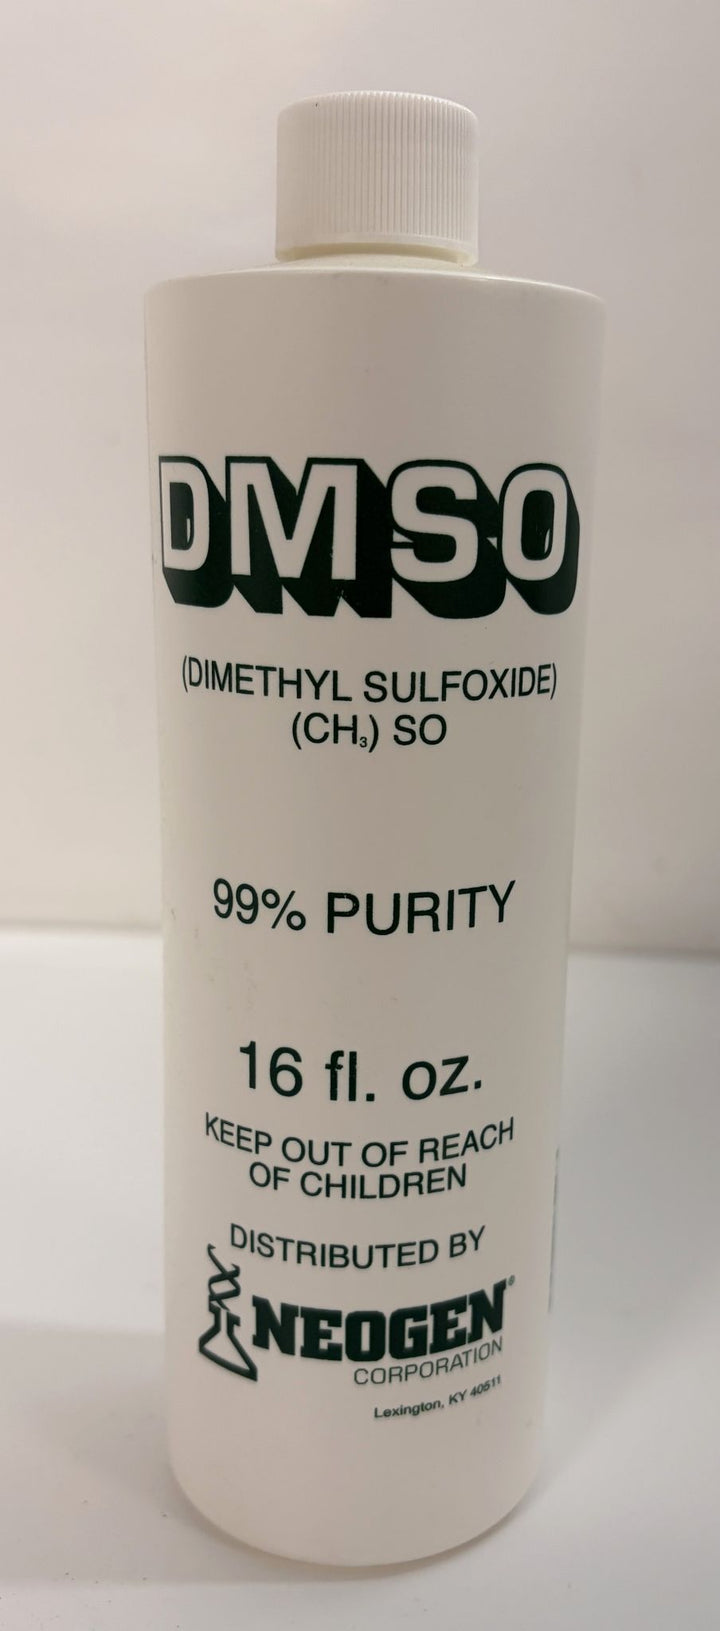 DMSO
(DIMETHYL SULFOXIDE)
(CH₃) SO
99% PURITY
16 fl. oz.
KEEP OUT OF REACH
OF CHILDREN
DISTRIBUTED BY
NEOGEN®
CORPORATION
Lexington, KY 40511